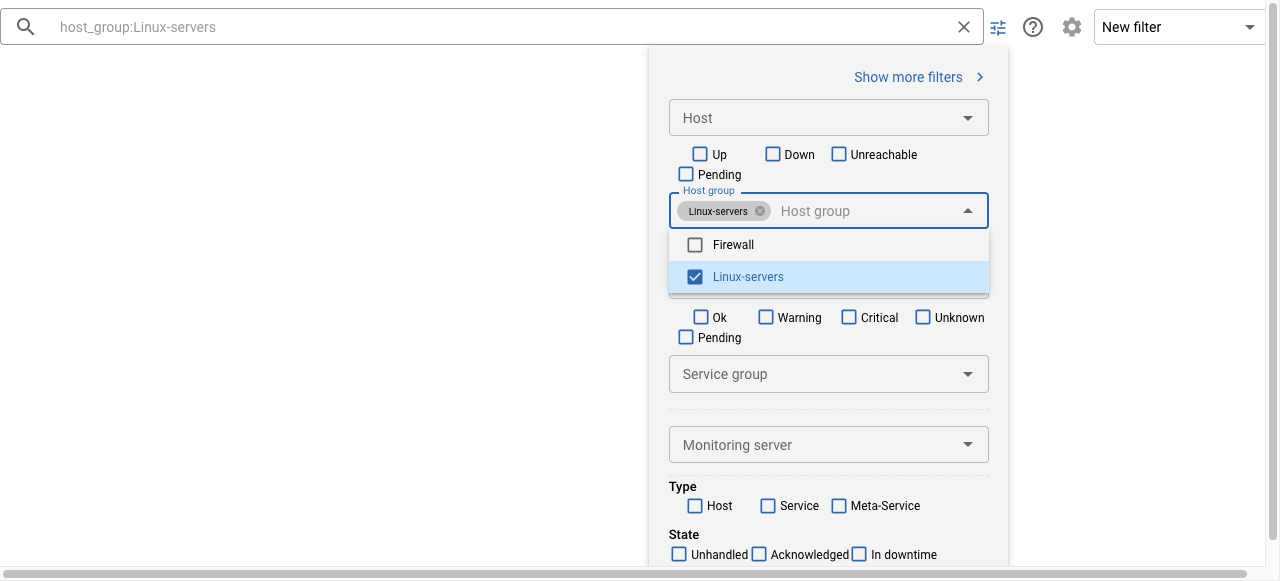 host_group:Linux-servers
New filter
Show more filters
Host
Up Down Unreachable
Pending
Host group
Linux-servers Host group
Firewall
Linux-servers
Ok Warning Critical Unknown
Pending
Service group
Monitoring server
Type
Host Service Meta-Service
State
Unhandled Acknowledged In downtime